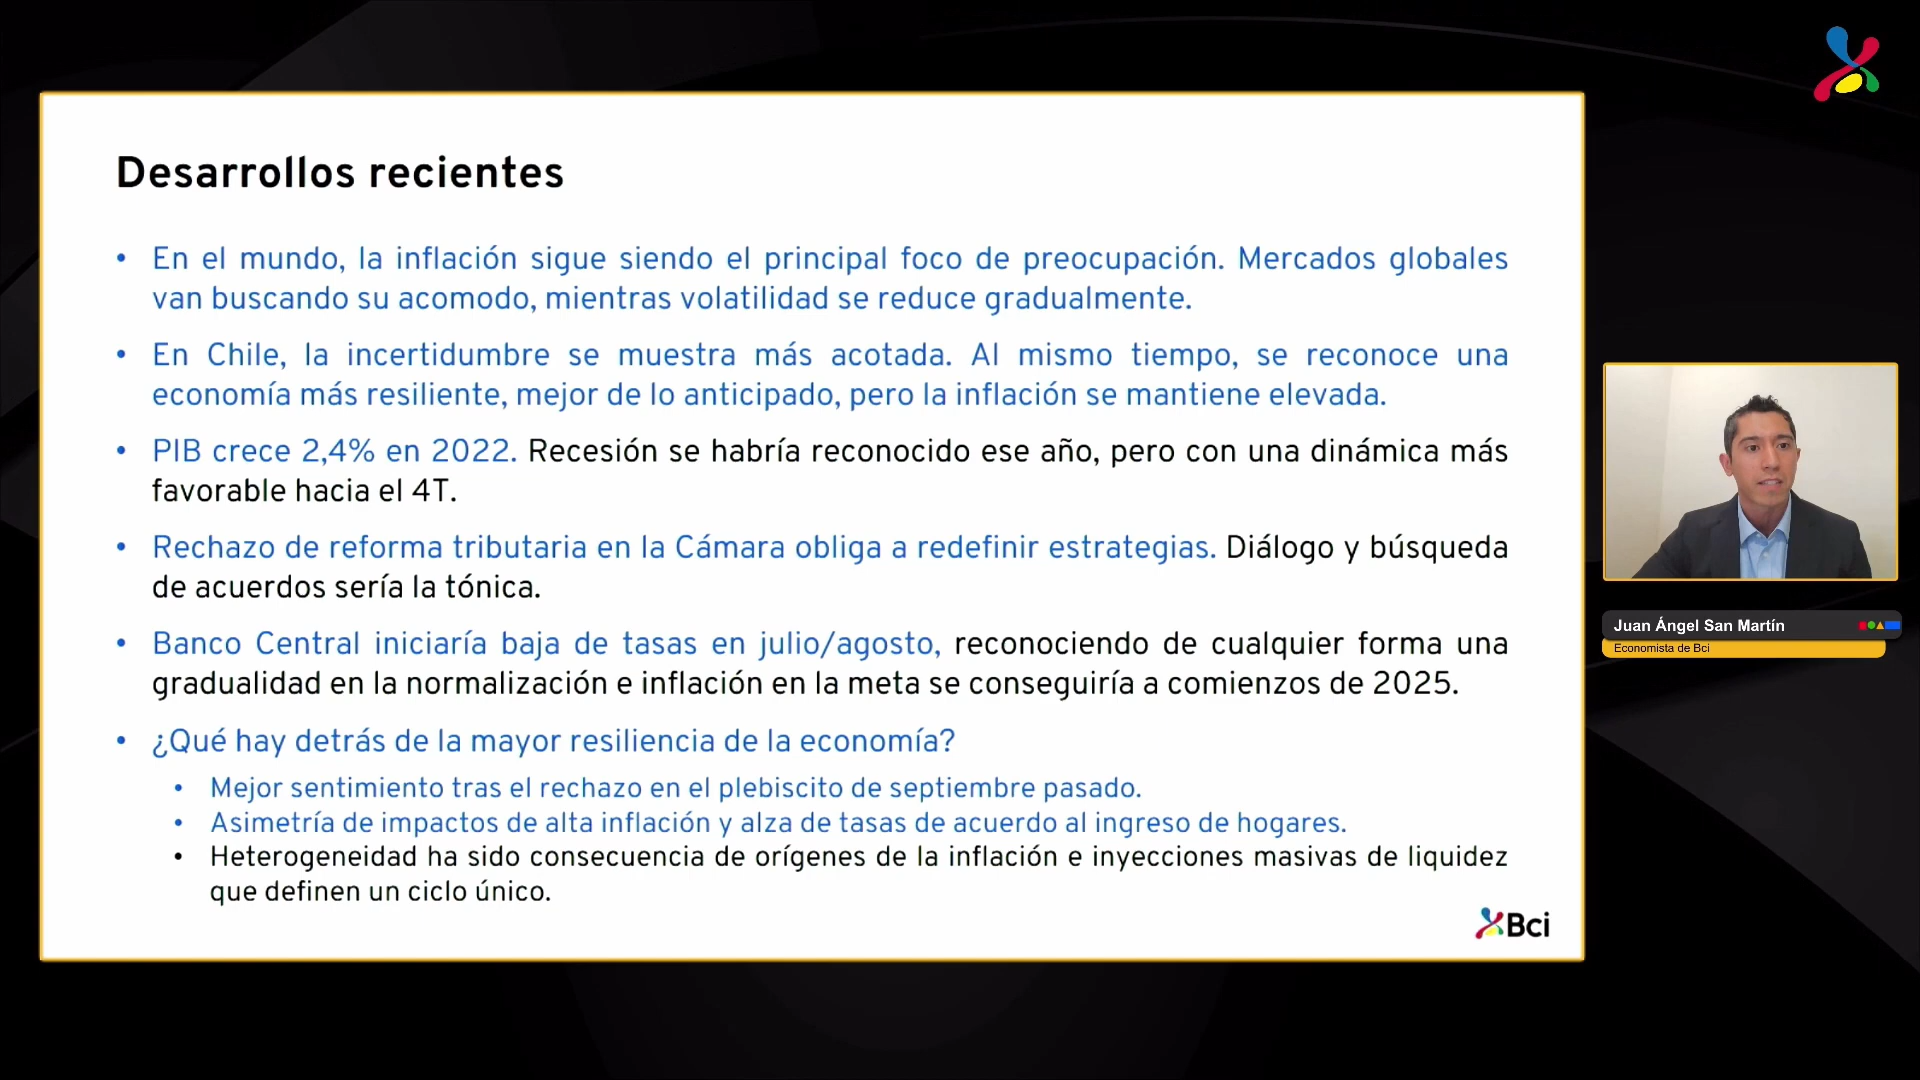 Desarrollos recientes
• En el mundo, la inflación sigue siendo el principal foco de preocupación. Mercados globales
van buscando su acomodo, mientras volatilidad se reduce gradualmente.
• En Chile, la incertidumbre se muestra más acotada. Al mismo tiempo, se reconoce una
economía más resiliente, mejor de lo anticipado, pero la inflación se mantiene elevada.
• PIB crece 2,4% en 2022. Recesión se habría reconocido ese año, pero con una dinámica más
favorable hacia el 4T.
• Rechazo de reforma tributaria en la Cámara obliga a redefinir estrategias. Diálogo y búsqueda
de acuerdos sería la tónica.
• Banco Central iniciaría baja de tasas en julio/agosto, reconociendo de cualquier forma una
gradualidad en la normalización e inflación en la meta se conseguiría a comienzos de 2025.
• ¿Qué hay detrás de la mayor resiliencia de la economía?
• Mejor sentimiento tras el rechazo en el plebiscito de septiembre pasado.
• Asimetría de impactos de alta inflación y alza de tasas de acuerdo al ingreso de hogares.
• Heterogeneidad ha sido consecuencia de orígenes de la inflación e inyecciones masivas de liquidez
que definen un ciclo único.
Bci
Juan Ángel San Martín
Economista de Bci